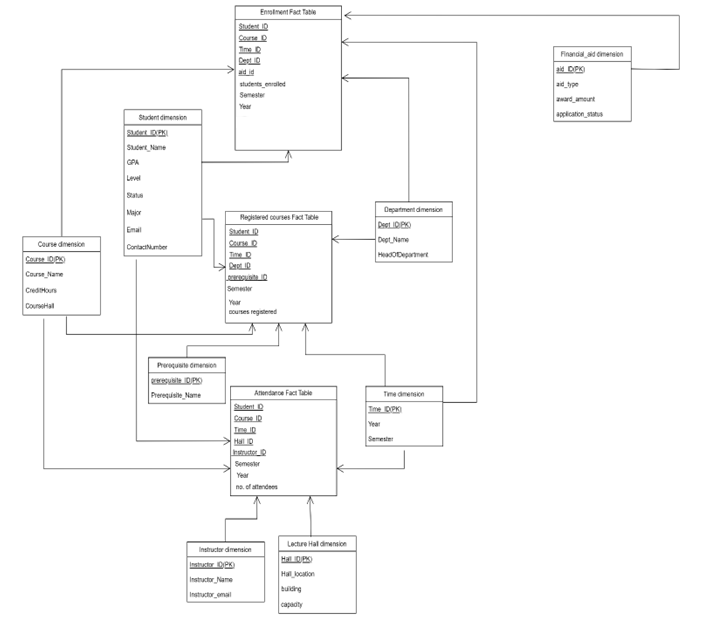 Enrollment Fact Table
Student_ID
Course_ID
Time_ID
Dept_ID
aid_id
students_enrolled
Semester
Year
Financial_aid dimension
aid_ID(PK)
aid_type
award_amount
application_status
Student dimension
Student_ID(PK)
Student_Name
GPA
Level
Status
Major
Email
ContactNumber
Department dimension
Dept_ID(PK)
Dept_Name
HeadOfDepartment
Registered courses Fact Table
Student_ID
Course_ID
Time_ID
Dept_ID
prerequisite_ID
Semester
Year
courses registered
Course dimension
Course_ID(PK)
Course_Name
CreditHours
CourseHall
Prerequisite dimension
prerequisite_ID(PK)
Prerequisite_Name
Attendance Fact Table
Student_ID
Course_ID
Time_ID
Hall_ID
Instructor_ID
Semester
Year
no. of attendees
Time dimension
Time_ID(PK)
Year
Semester
Instructor dimension
Instructor_ID(PK)
Instructor_Name
Instructor_email
Lecture Hall dimension
Hall_ID(PK)
Hall_location
building
capacity